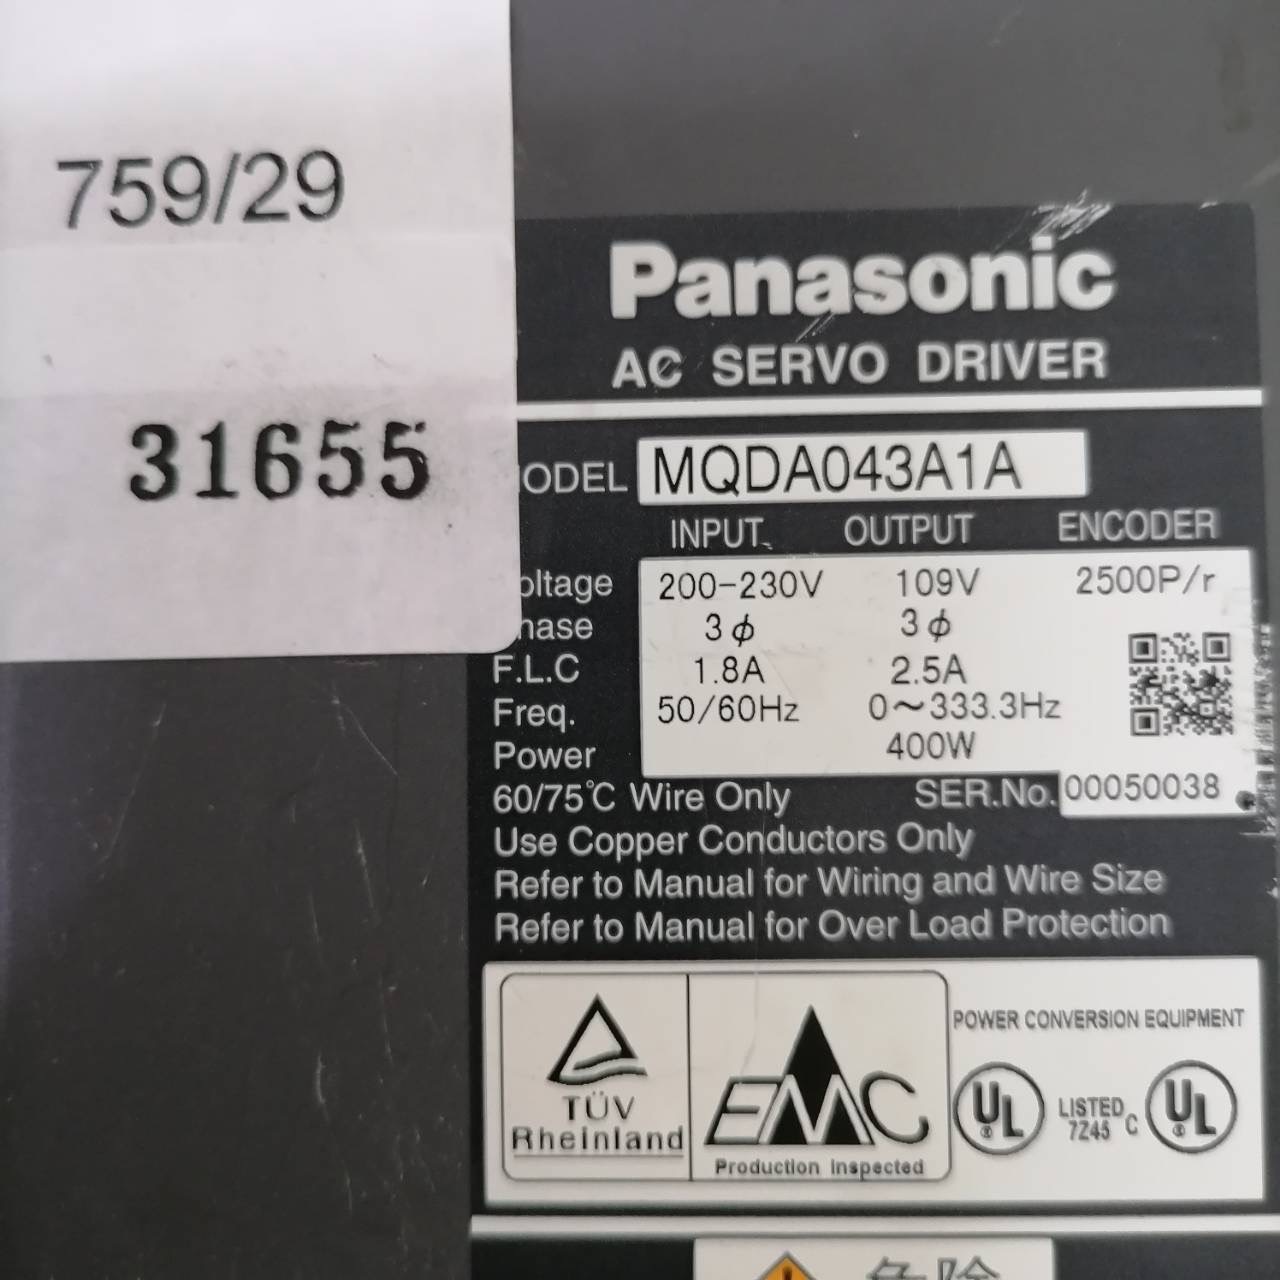 759/29
31655
Panasonic
AC SERVO DRIVER
ODEL MQDA043A1A
INPUT OUTPUT ENCODER
oltage 200-230V 109V 2500P/r
hase 3ϕ 3ϕ
F.L.C 1.8A 2.5A
Freq. 50/60Hz 0～333.3Hz
Power 400W
60/75℃ Wire Only SER.No. 00050038
Use Copper Conductors Only
Refer to Manual for Wiring and Wire Size
Refer to Manual for Over Load Protection
TÜV
Rheinland
EMC
Production Inspected
POWER CONVERSION EQUIPMENT
UL LISTED C UL
7245